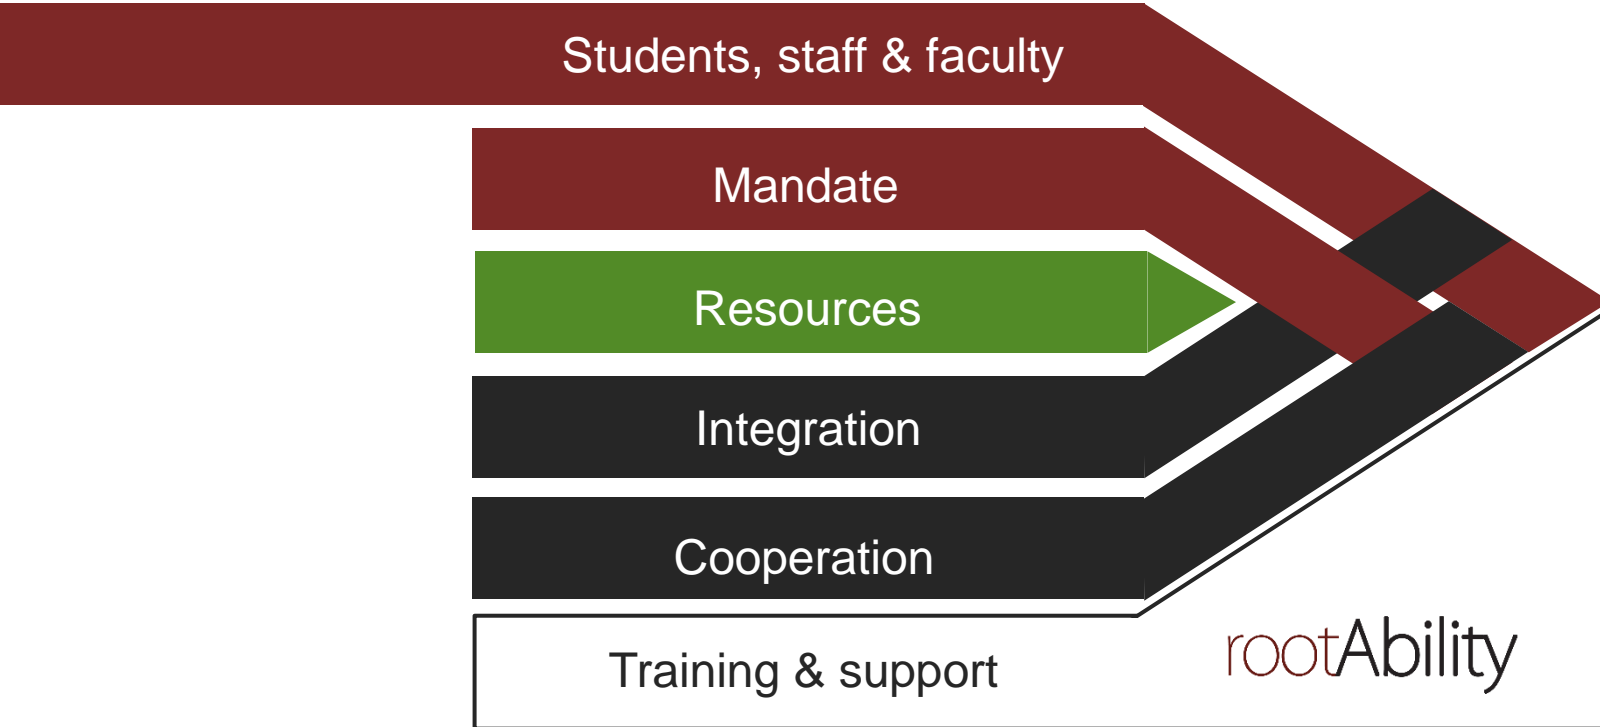 Students, staff & faculty
Mandate
Resources
Integration
Cooperation
Training & support
rootAbility